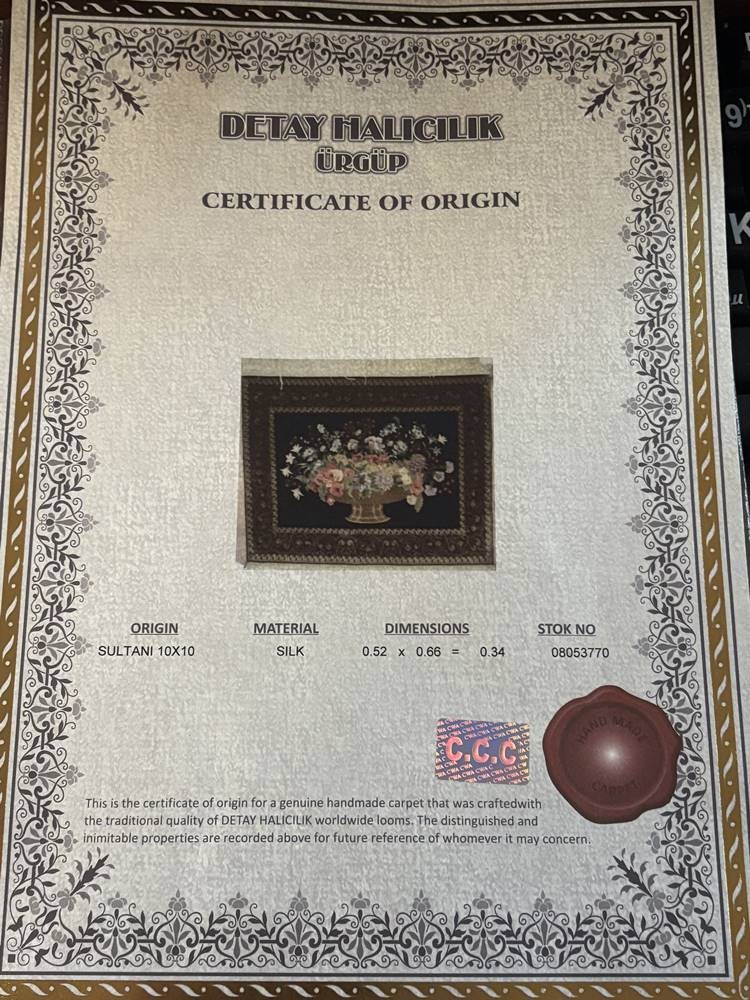 DETAY HALICILIK
ÜRGÜP
CERTIFICATE OF ORIGIN
ORIGIN MATERIAL DIMENSIONS STOK NO
SULTANI 10X10 SILK 0.52 x 0.66 = 0.34 08053770
C.C.C
HAND MADE
CARPET
This is the certificate of origin for a genuine handmade carpet that was craftedwith
the traditional quality of DETAY HALICILIK worldwide looms. The distinguished and
inimitable properties are recorded above for future reference of whomever it may concern.
9)
K